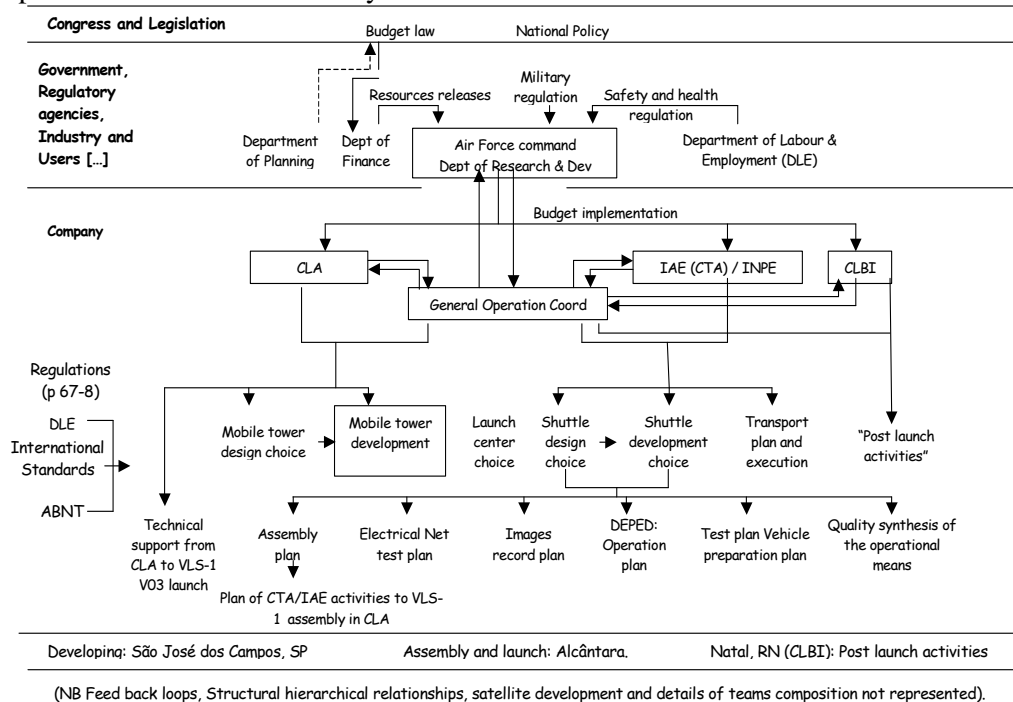 Congress and Legislation
Budget law
National Policy
Government,
Regulatory
agencies,
Industry and
Users [...]
Resources releases
Military
regulation
Safety and health
regulation
Department
of Planning
Dept of
Finance
Air Force command
Dept of Research & Dev
Department of Labour &
Employment (DLE)
Company
Budget implementation
CLA
IAE (CTA) / INPE
CLBI
General Operation Coord
Regulations
(p 67-8)
DLE
International
Standards
ABNT
Mobile tower
design choice
Mobile tower
development
Launch
center
choice
Shuttle
design
choice
Shuttle
development
choice
Transport
plan and
execution
"Post launch
activities"
Technical
support from
CLA to VLS-1
V03 launch
Assembly
plan
Electrical Net
test plan
Images
record plan
DEPED:
Operation
plan
Test plan Vehicle
preparation plan
Quality synthesis of
the operational
means
Plan of CTA/IAE activities to VLS-
1 assembly in CLA
Developing: São José dos Campos, SP
Assembly and launch: Alcântara.
Natal, RN (CLBI): Post launch activities
(NB Feed back loops, Structural hierarchical relationships, satellite development and details of teams composition not represented).